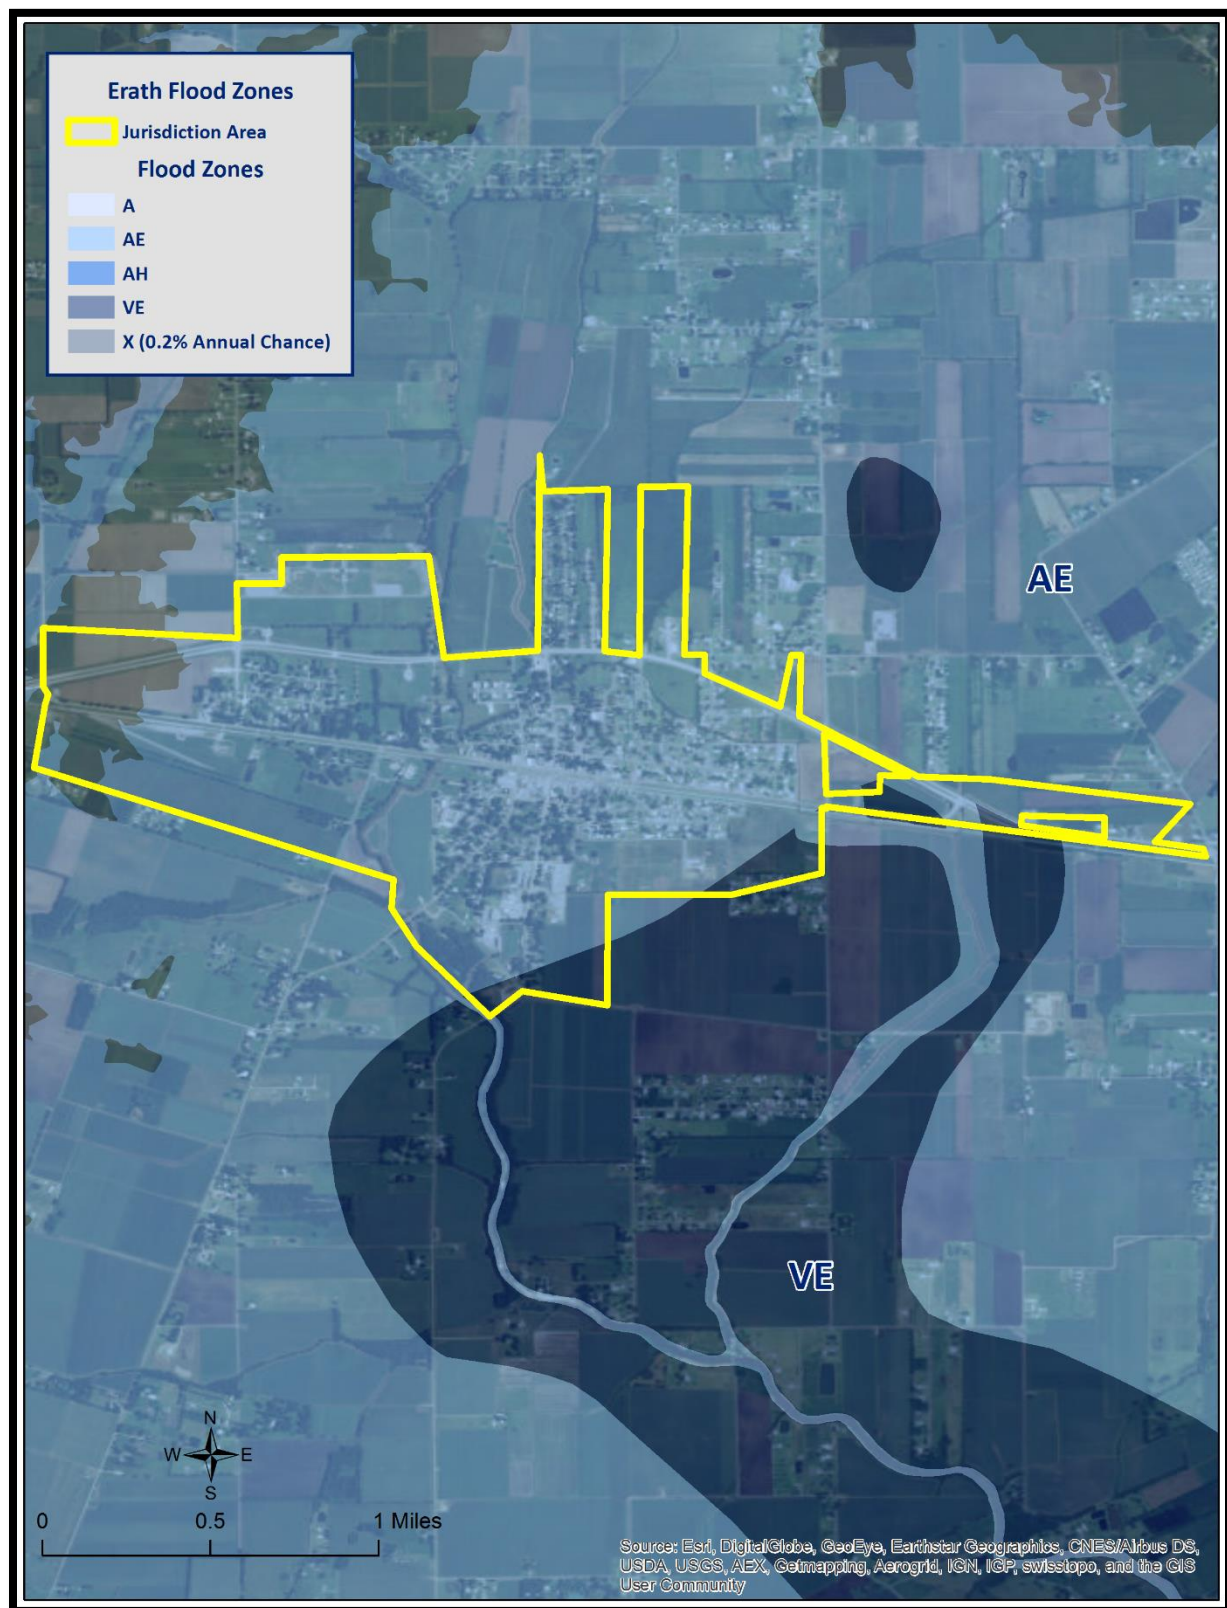 Erath Flood Zones
Jurisdiction Area
Flood Zones
A
AE
AH
VE
X (0.2% Annual Chance)
AE
VE
N
W E
S
0 0.5 1 Miles
Source: Esri, DigitalGlobe, GeoEye, Earthstar Geographics, CNES/Airbus DS,
USDA, USGS, AEX, Getmapping, Aerogrid, IGN, IGP, swisstopo, and the GIS
User Community